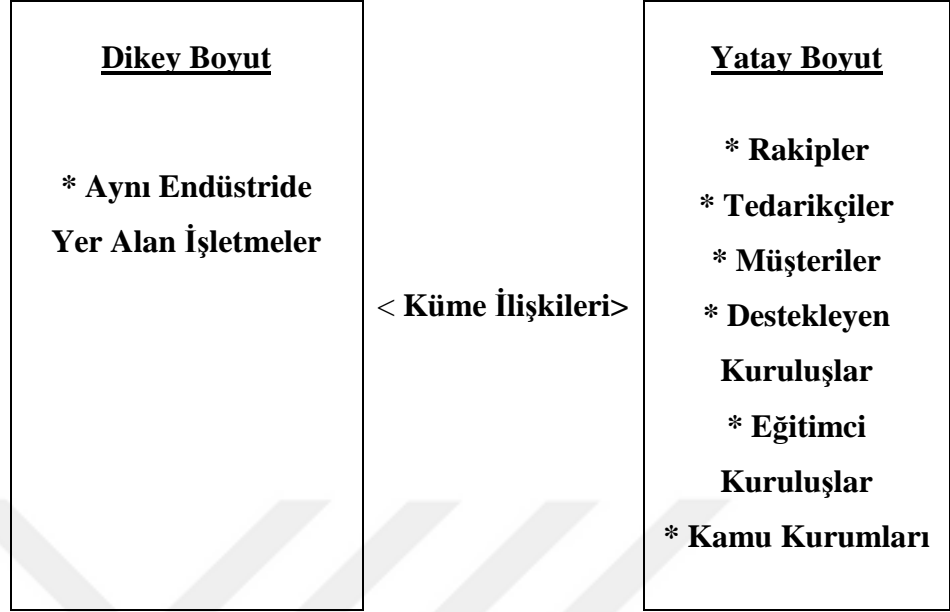 Dikey Boyut
* Aynı Endüstride
Yer Alan İşletmeler
< Küme İlişkileri>
Yatay Boyut
* Rakipler
* Tedarikçiler
* Müşteriler
* Destekleyen
Kuruluşlar
* Eğitimci
Kuruluşlar
* Kamu Kurumları